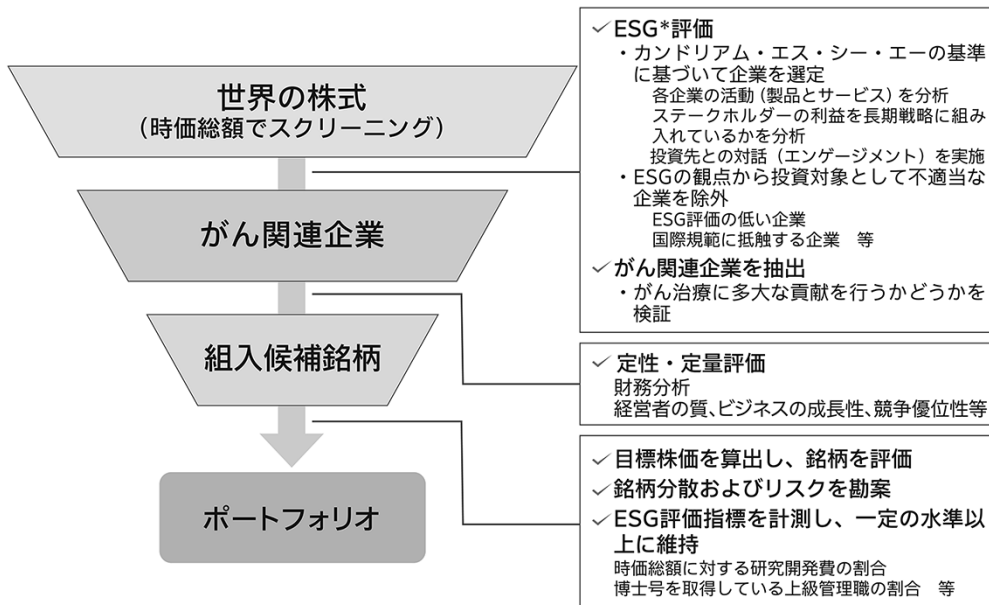 世界の株式
（時価総額でスクリーニング）
がん関連企業
組入候補銘柄
ポートフォリオ
✓ESG*評価
・カンドリアム・エス・シー・エーの基準
に基づいて企業を選定
各企業の活動（製品とサービス）を分析
ステークホルダーの利益を長期戦略に組み
入れているかを分析
投資先との対話（エンゲージメント）を実施
・ESGの観点から投資対象として不適当な
企業を除外
ESG評価の低い企業
国際規範に抵触する企業　等
✓がん関連企業を抽出
・がん治療に多大な貢献を行うかどうかを
検証
✓定性・定量評価
財務分析
経営者の質、ビジネスの成長性、競争優位性等
✓目標株価を算出し、銘柄を評価
✓銘柄分散およびリスクを勘案
✓ESG評価指標を計測し、一定の水準以
上に維持
時価総額に対する研究開発費の割合
博士号を取得している上級管理職の割合　等